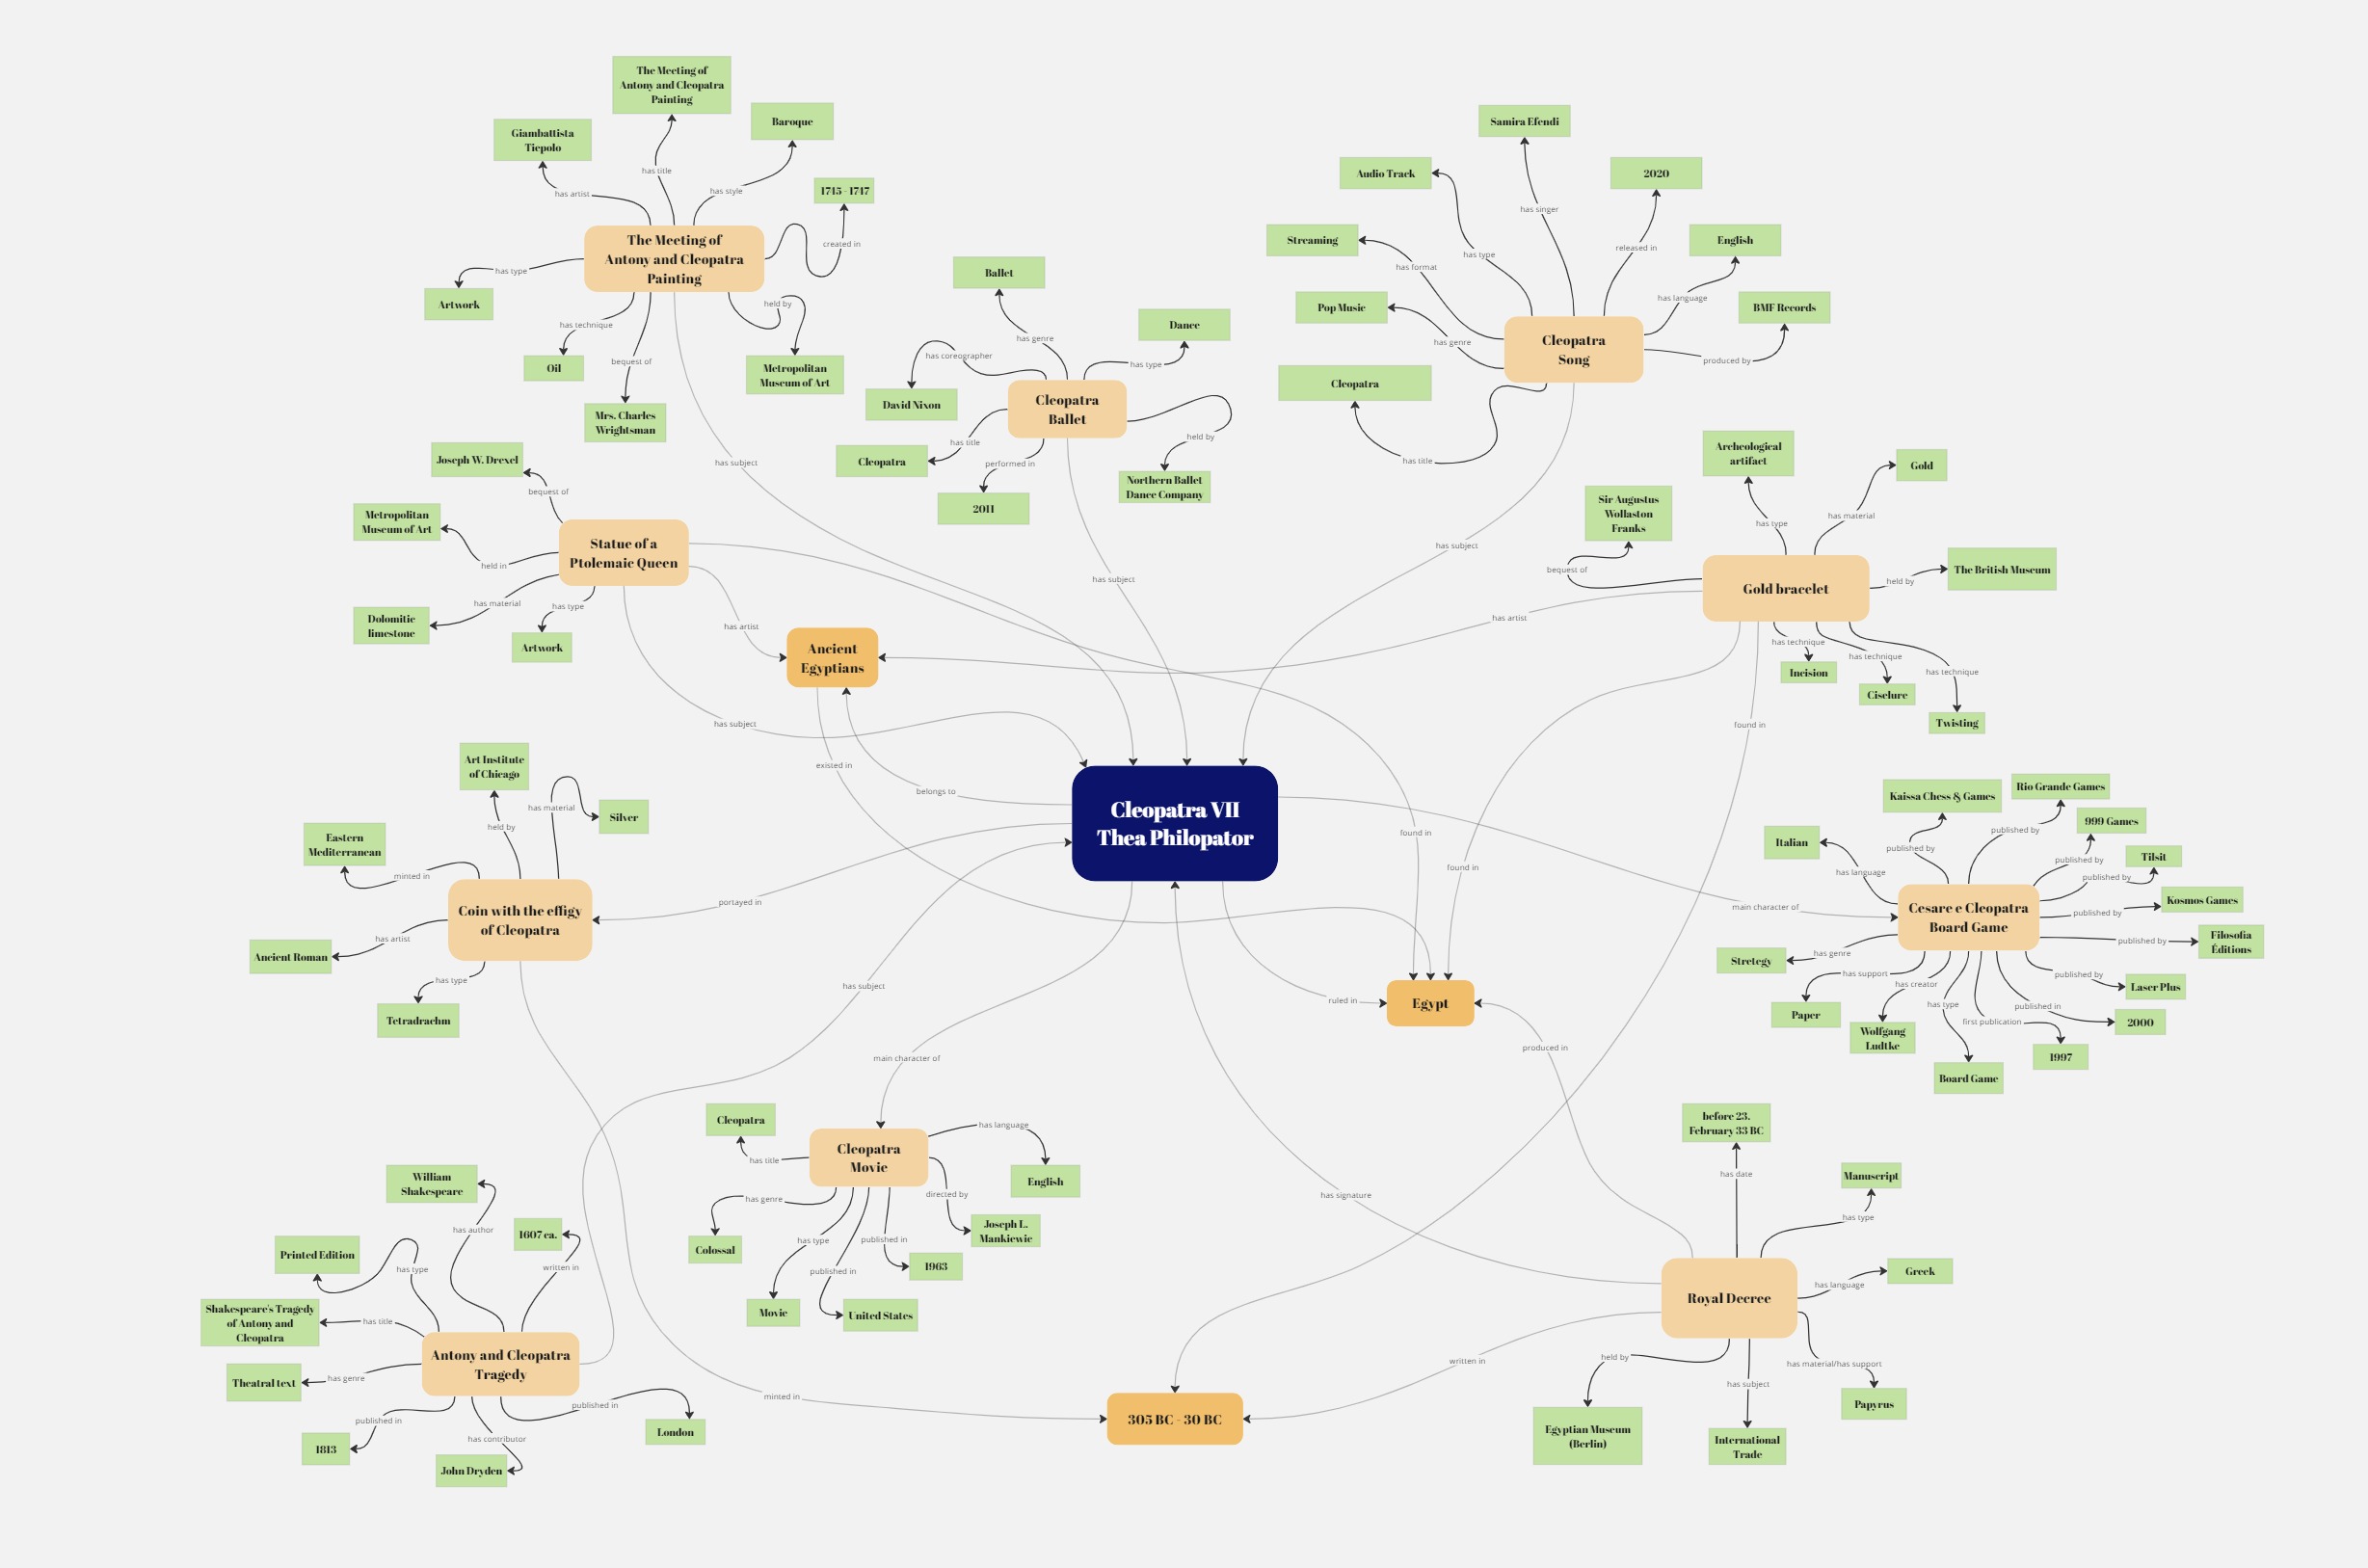 The Meeting of
Antony and Cleopatra
Painting
Giambattista
Tiepolo
Baroque
1745 - 1747
has title
has artist
has style
created in
The Meeting of
Antony and Cleopatra
Painting
has type
Artwork
has technique
Oil
bequest of
Mrs. Charles
Wrightsman
held by
Metropolitan
Museum of Art
has subject
Ballet
Dance
has genre
has coreographer
has type
David Nixon
Cleopatra
Ballet
has title
Cleopatra
performed in
2011
held by
Northern Ballet
Dance Company
has subject
Samira Efendi
Audio Track
2020
has singer
Streaming
English
released in
has type
has format
has language
Pop Music
BMF Records
has genre
Cleopatra
Song
produced by
Cleopatra
has title
has subject
Joseph W. Drexel
bequest of
Metropolitan
Museum of Art
Statue of a
Ptolemaic Queen
held in
has material
has type
Dolomitic
limestone
Artwork
has artist
has subject
found in
Ancient
Egyptians
existed in
belongs to
Archeological
artifact
Gold
Sir Augustus
Wollaston
Franks
has type
has material
bequest of
Gold bracelet
held by
The British Museum
has artist
has technique
has technique
has technique
Incision
Ciselure
Twisting
found in
found in
Cleopatra VII
Thea Philopator
Art Institute
of Chicago
has material
Silver
held by
Eastern
Mediterranean
minted in
Coin with the effigy
of Cleopatra
portayed in
has artist
Ancient Roman
has type
Tetradrachm
minted in
Kaissa Chess & Games
Rio Grande Games
999 Games
Italian
published by
published by
published by
Tilsit
has language
published by
Kosmos Games
main character of
Cesare e Cleopatra
Board Game
published by
Filosofia
Éditions
published by
has genre
Stretegy
has support
Paper
has creator
Wolfgang
Ludtke
has type
Board Game
first publication
1997
published in
2000
published by
Laser Plus
Egypt
ruled in
produced in
has subject
main character of
Cleopatra
has title
Cleopatra
Movie
has language
English
has genre
Colossal
has type
Movie
published in
United States
published in
1963
directed by
Joseph L.
Mankiewic
William
Shakespeare
1607 ca.
has author
Printed Edition
has type
written in
Shakespeare's Tragedy
of Antony and
Cleopatra
has title
Antony and Cleopatra
Tragedy
has genre
Theatral text
published in
1813
has contributor
John Dryden
published in
London
before 23.
February 33 BC
has date
Manuscript
has type
has signature
Royal Decree
has language
Greek
written in
held by
Egyptian Museum
(Berlin)
has subject
International
Trade
has material/has support
Papyrus
305 BC - 30 BC